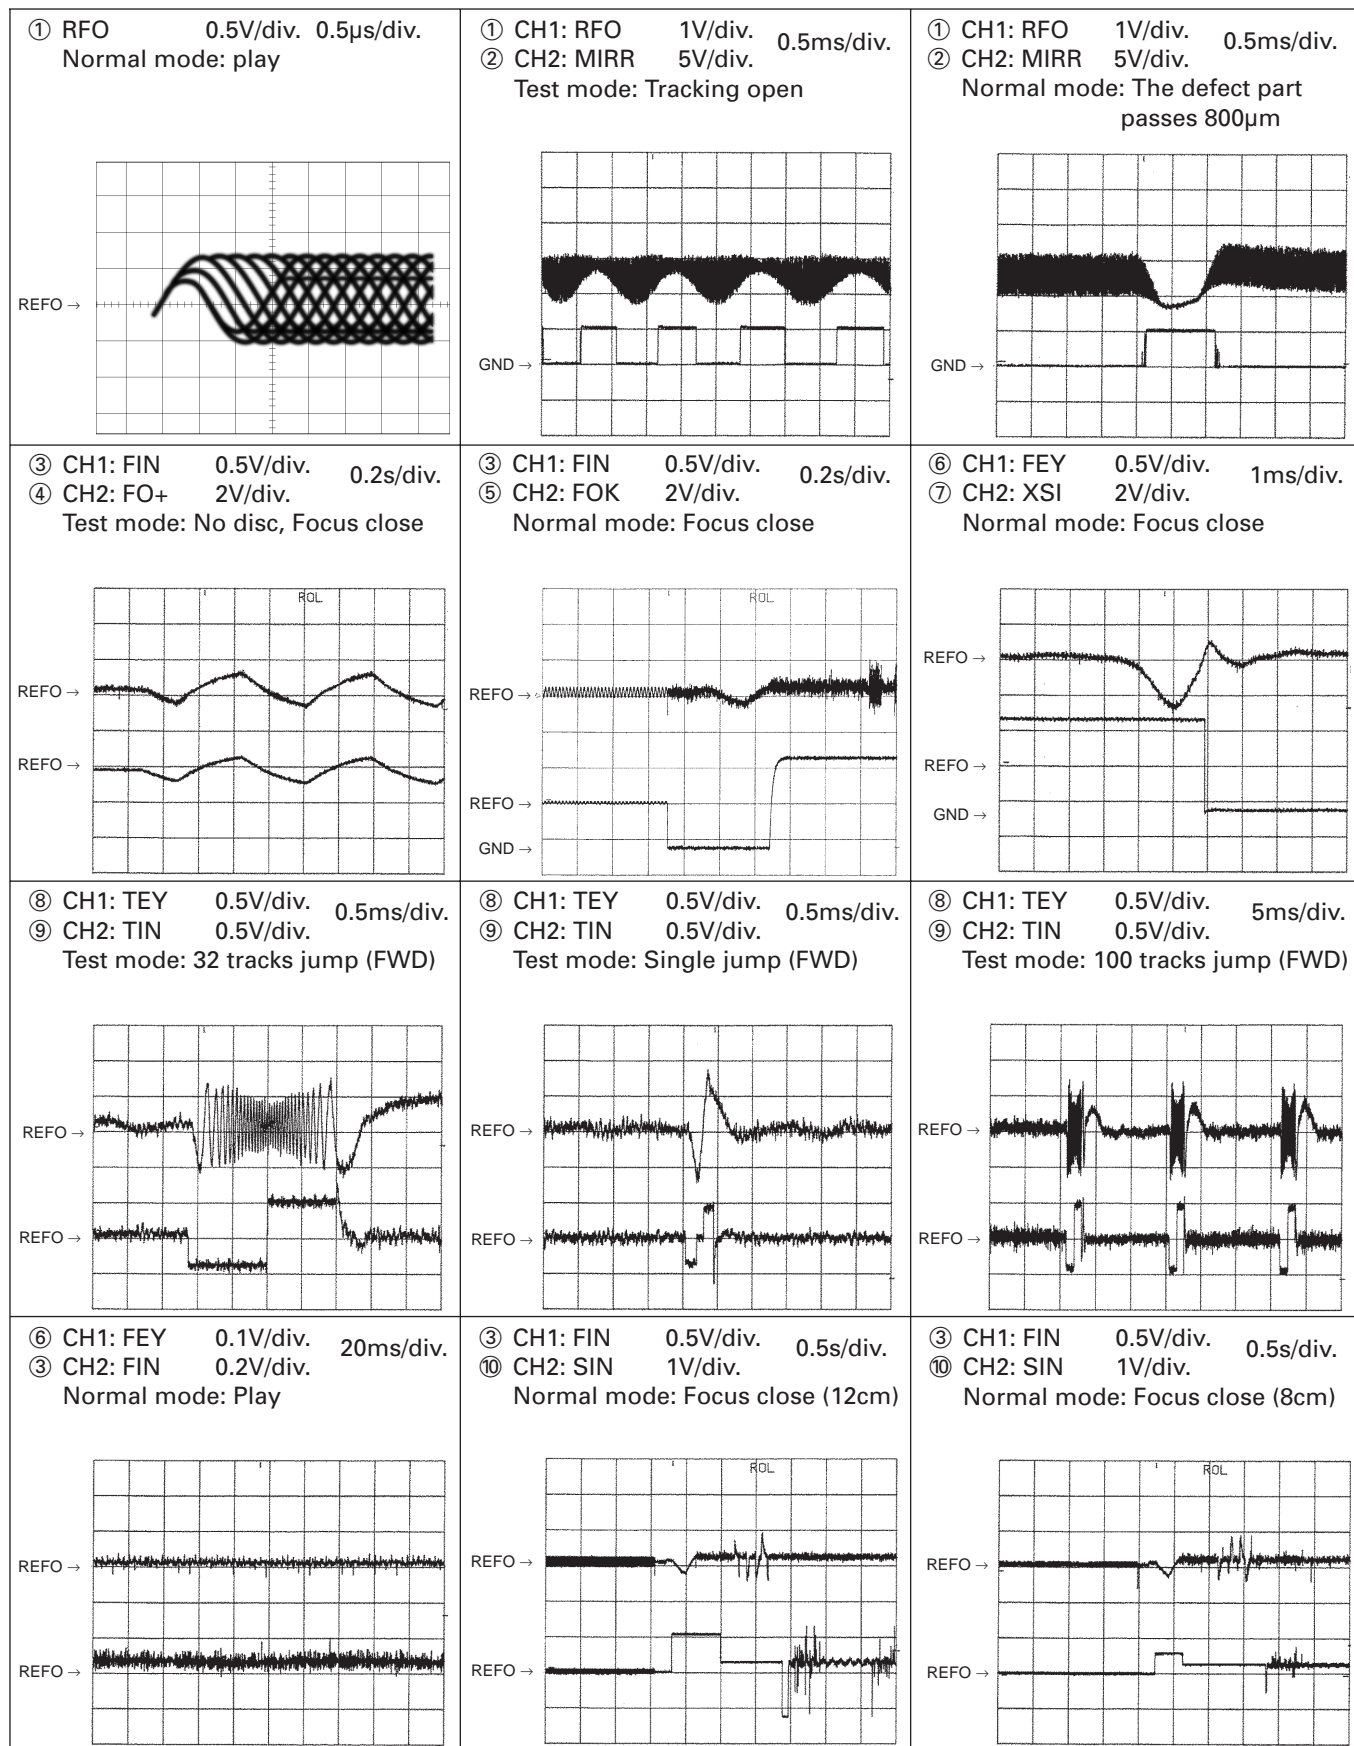 ① RFO 0.5V/div. 0.5µs/div.
Normal mode: play
REFO →
① CH1: RFO 1V/div. 0.5ms/div.
② CH2: MIRR 5V/div.
Test mode: Tracking open
GND →
① CH1: RFO 1V/div. 0.5ms/div.
② CH2: MIRR 5V/div.
Normal mode: The defect part
passes 800µm
GND →
③ CH1: FIN 0.5V/div. 0.2s/div.
④ CH2: FO+ 2V/div.
Test mode: No disc, Focus close
ROL
REFO →
REFO →
③ CH1: FIN 0.5V/div. 0.2s/div.
⑤ CH2: FOK 2V/div.
Normal mode: Focus close
ROL
REFO →
REFO →
GND →
⑥ CH1: FEY 0.5V/div. 1ms/div.
⑦ CH2: XSI 2V/div.
Normal mode: Focus close
REFO →
REFO →
GND →
⑧ CH1: TEY 0.5V/div. 0.5ms/div.
⑨ CH2: TIN 0.5V/div.
Test mode: 32 tracks jump (FWD)
REFO →
REFO →
⑧ CH1: TEY 0.5V/div. 0.5ms/div.
⑨ CH2: TIN 0.5V/div.
Test mode: Single jump (FWD)
REFO →
REFO →
⑧ CH1: TEY 0.5V/div. 5ms/div.
⑨ CH2: TIN 0.5V/div.
Test mode: 100 tracks jump (FWD)
REFO →
REFO →
⑥ CH1: FEY 0.1V/div. 20ms/div.
③ CH2: FIN 0.2V/div.
Normal mode: Play
REFO →
REFO →
③ CH1: FIN 0.5V/div. 0.5s/div.
⑩ CH2: SIN 1V/div.
Normal mode: Focus close (12cm)
ROL
REFO →
REFO →
③ CH1: FIN 0.5V/div. 0.5s/div.
⑩ CH2: SIN 1V/div.
Normal mode: Focus close (8cm)
ROL
REFO →
REFO →